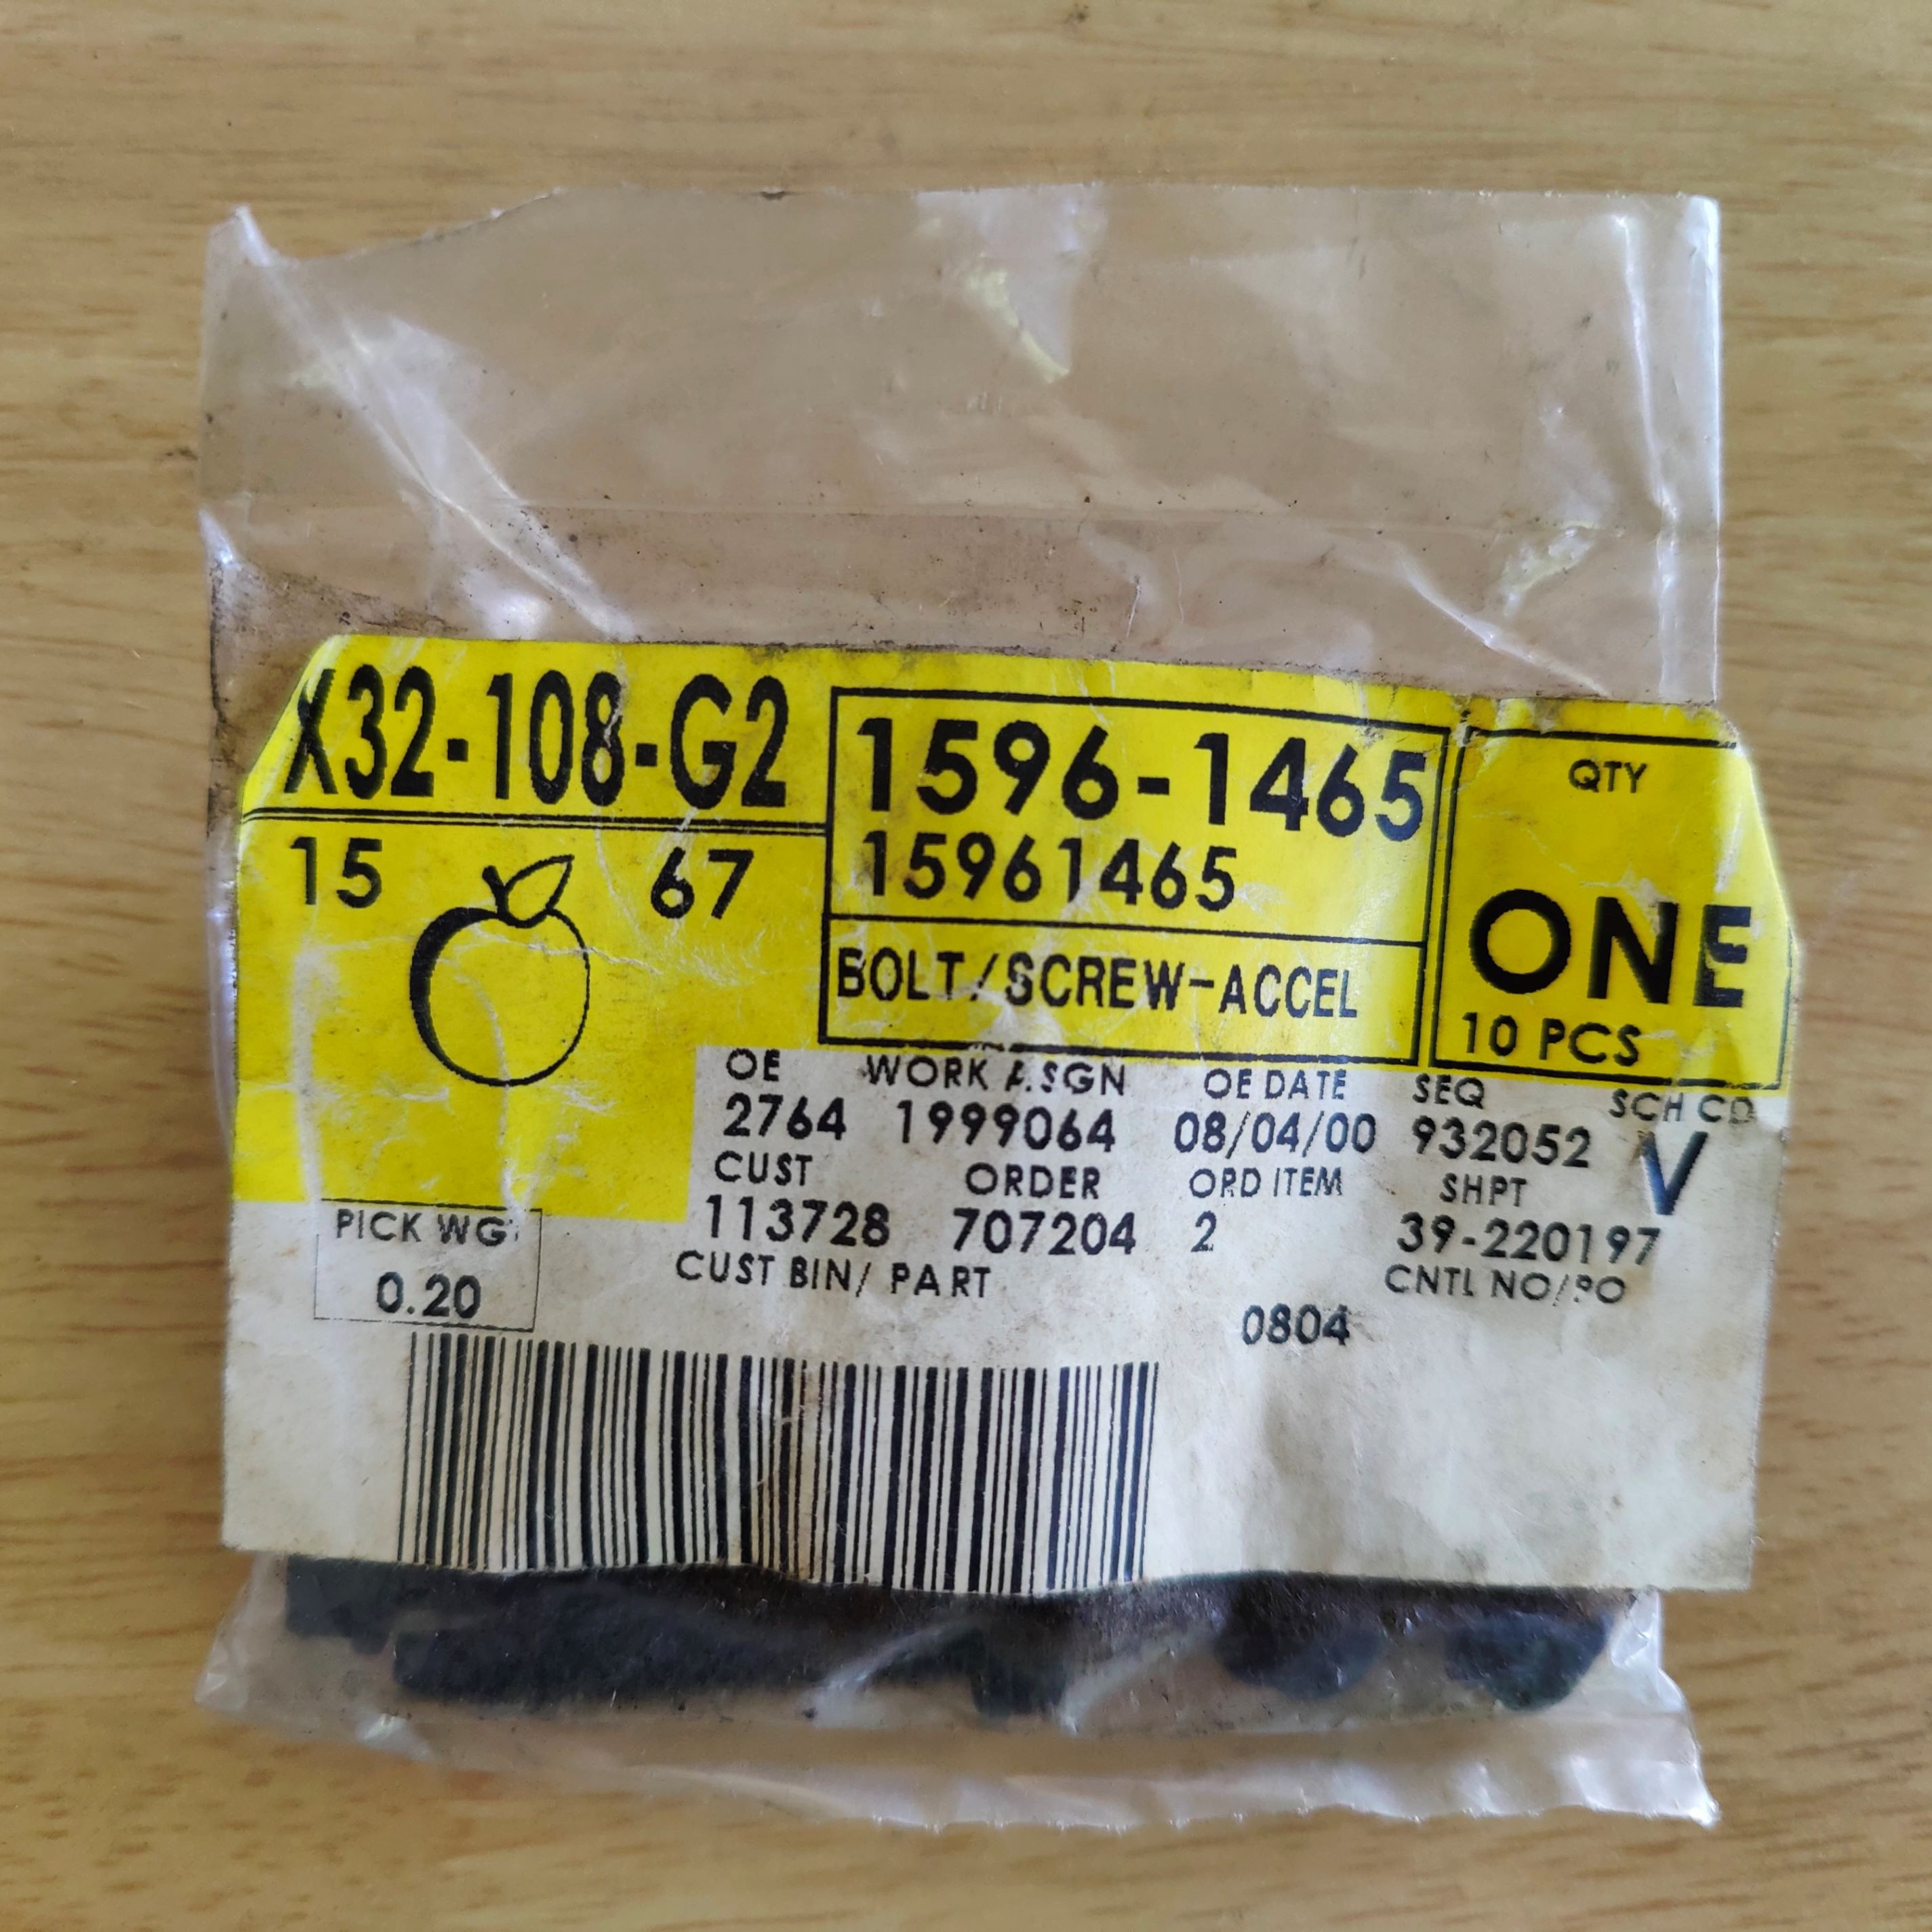 X32-108-G2
15 67
1596-1465
15961465
BOLT/SCREW-ACCEL
QTY
ONE
10 PCS
OE WORK A.SGN OE DATE SEQ SCH CD
2764 1999064 08/04/00 932052 V
CUST ORDER ORD ITEM SHPT
113728 707204 2 39-220197
CUST BIN/ PART CNTL NO/PO
0804
PICK WGT
0.20